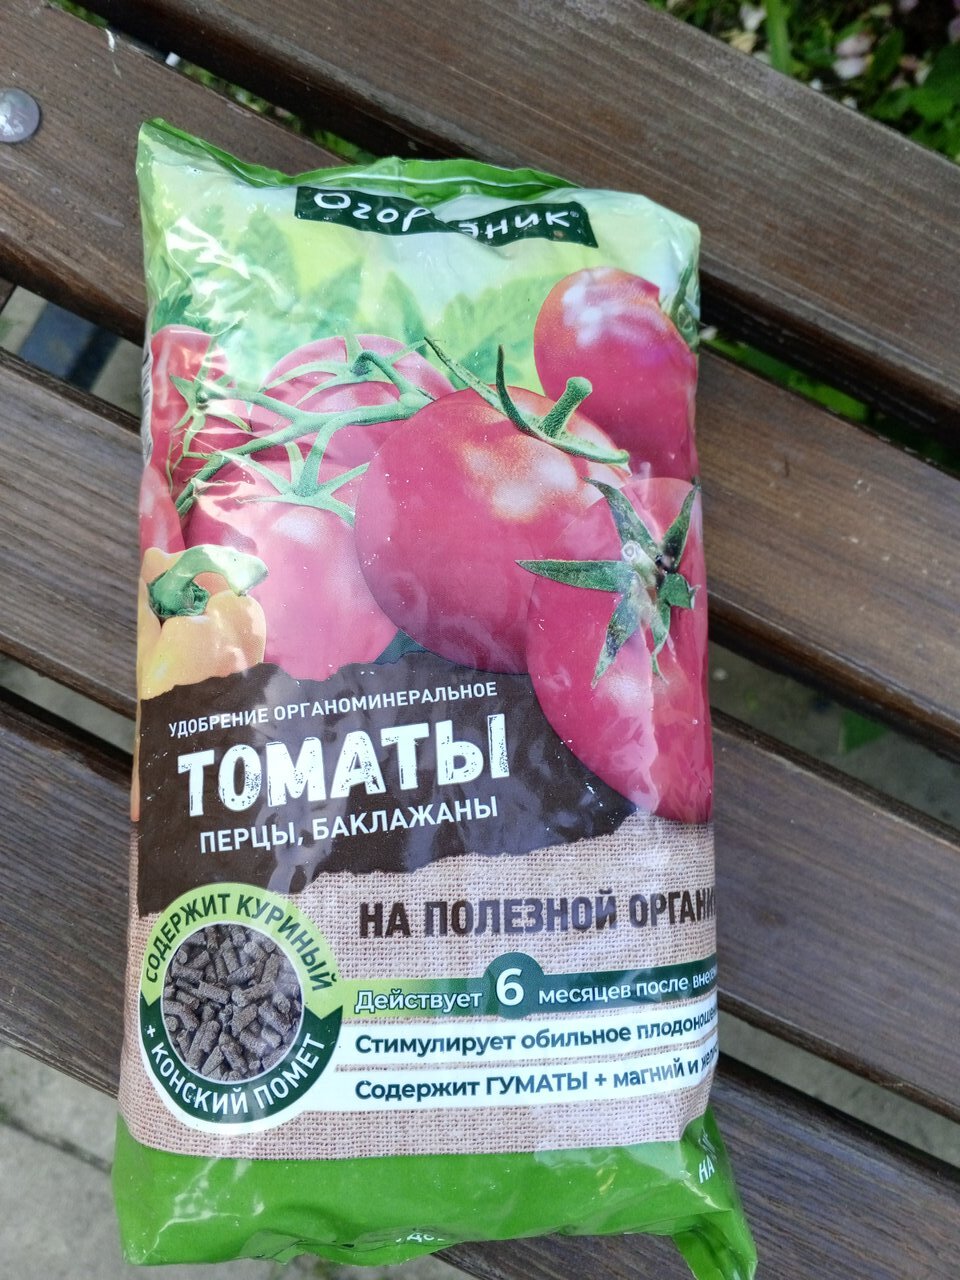 Огородник
УДОБРЕНИЕ ОРГАНОМИНЕРАЛЬНОЕ
ТОМАТЫ
ПЕРЦЫ, БАКЛАЖАНЫ
СОДЕРЖИТ КУРИНЫЙ
+ КОНСКИЙ ПОМЕТ
НА ПОЛЕЗНОЙ
Действует 6 месяцев после
Стимулирует обильное
Содержит ГУМАТЫ + магний и
НА